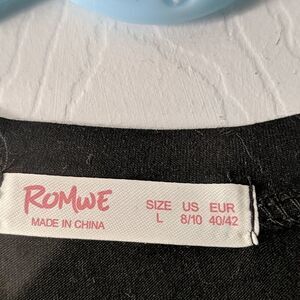 ROMWE
MADE IN CHINA
SIZE US EUR
L 8/10 40/42